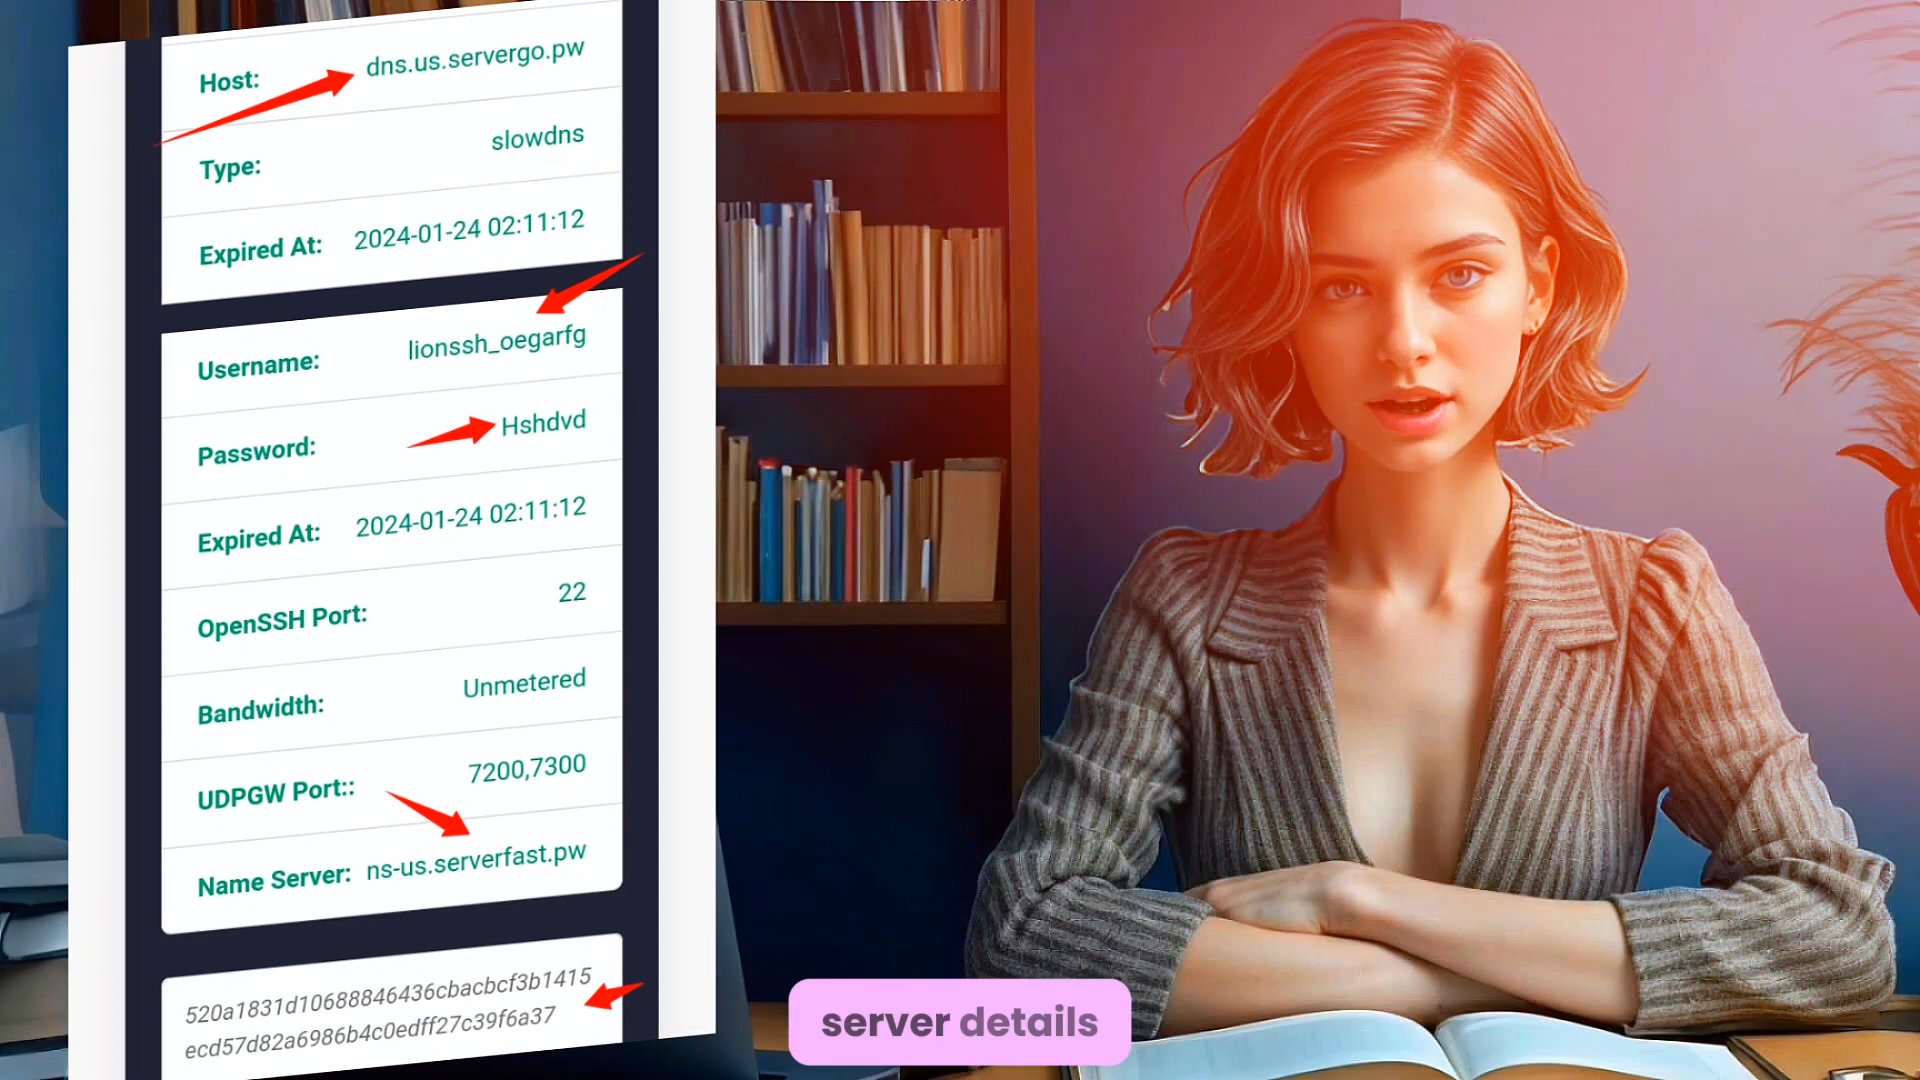 Host: dns.us.servergo.pw
Type: slowdns
Expired At: 2024-01-24 02:11:12
Username: lionssh_oegarfg
Password: Hshdvd
Expired At: 2024-01-24 02:11:12
OpenSSH Port: 22
Bandwidth: Unmetered
UDPGW Port:: 7200,7300
Name Server: ns-us.serverfast.pw
520a1831d10688846436cbacbcf3b1415
ecd57d82a6986b4c0edff27c39f6a37
server details